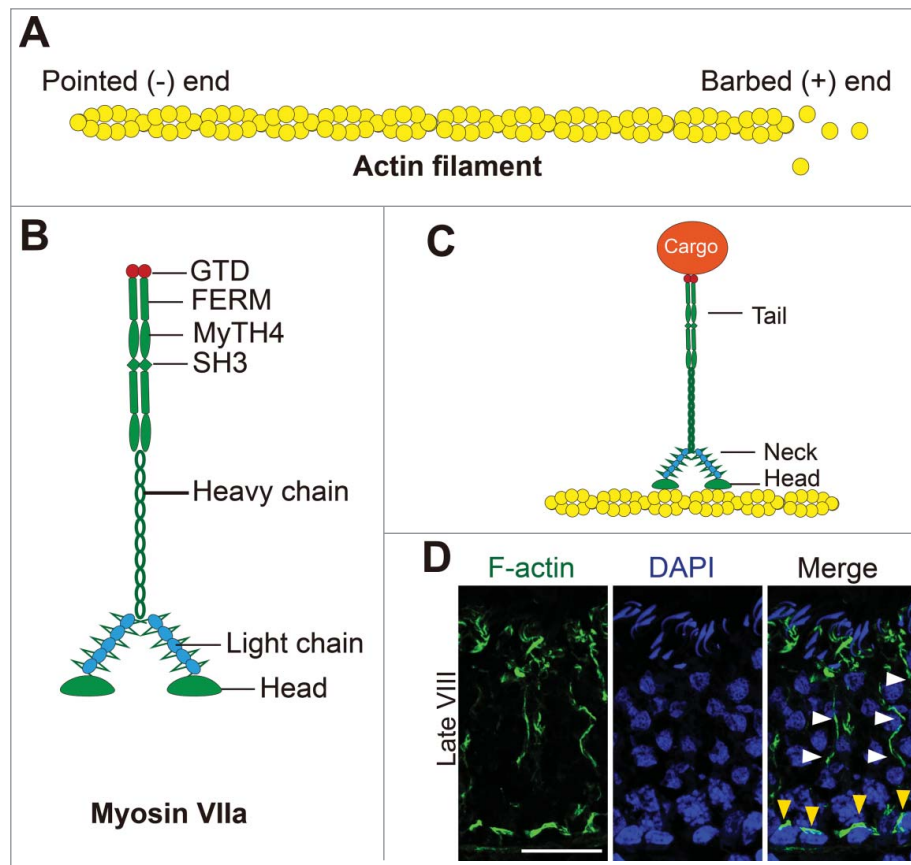 A
Pointed (-) end
Barbed (+) end
Actin filament
B
GTD
FERM
MyTH4
SH3
Heavy chain
Light chain
Head
Myosin VIIa
C
Cargo
Tail
Neck
Head
D
F-actin
DAPI
Merge
Late VIII